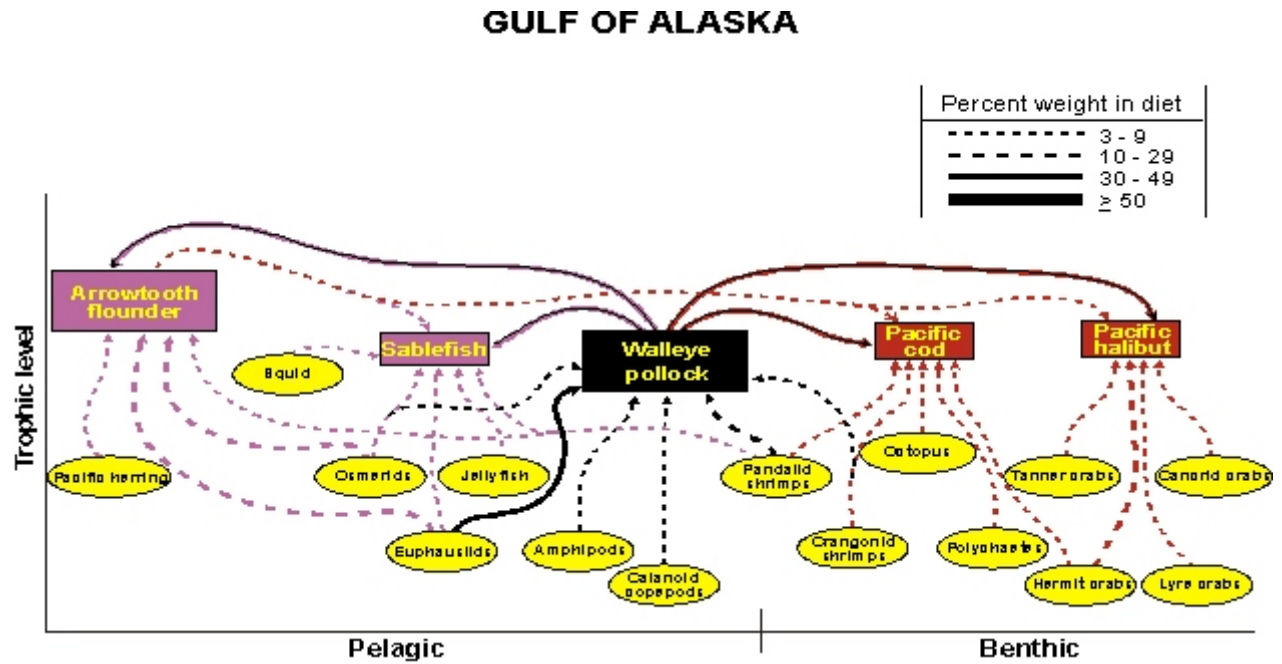 GULF OF ALASKA
Percent weight in diet
3 - 9
10 - 29
30 - 49
≥ 50
Trophic level
Arrowtooth
flounder
Sablefish
Walleye
pollock
Pacific
cod
Pacific
halibut
Squid
Pacific herring
Osmerids
Jellyfish
Pandalid
shrimps
Octopus
Tanner crabs
Cancrid crabs
Euphausiids
Amphipods
Calanoid
copepods
Crangonid
shrimps
Polychaetes
Hermit crabs
Lyre crabs
Pelagic
Benthic